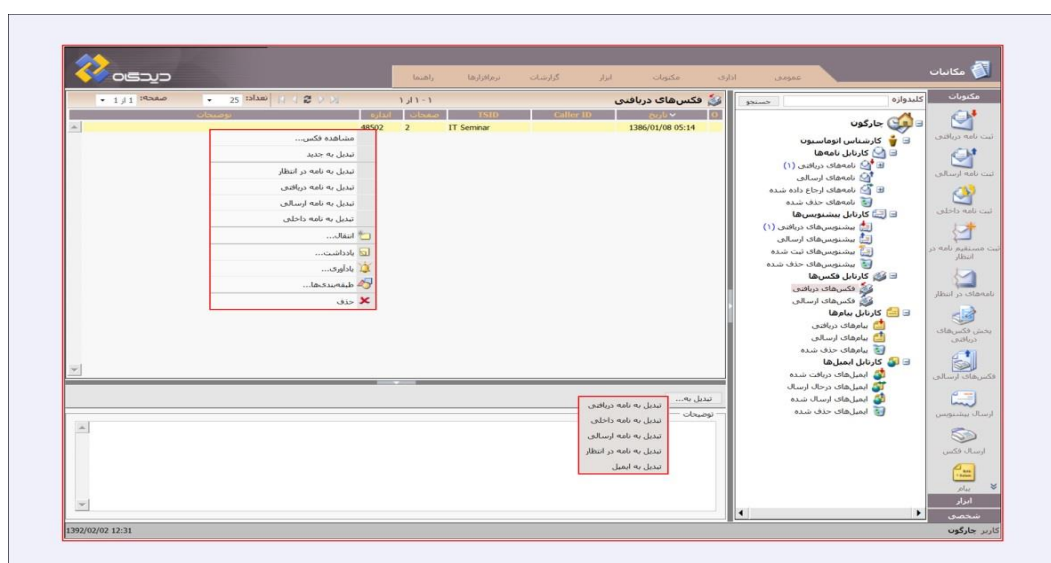 مکاتبات
دیدگاه
عمومی اداری مکتوبات ابزار گزارشات نرم‌افزارها راهنما
مکتوبات
ثبت نامه دریافتی
ثبت نامه ارسالی
ثبت نامه داخلی
ثبت مستقیم نامه در انتظار
نامه‌های در انتظار
پخش فکس‌های دریافتی
فکس‌های ارسالی
ارسال پیشنویس
ارسال فکس
پیام
ابزار
شخصی
کلیدواژه
جستجو
جارگون
کارشناس اتوماسیون
کارتابل نامه‌ها
نامه‌های دریافتی (۱)
نامه‌های ارسالی
نامه‌های ارجاع داده شده
نامه‌های حذف شده
کارتابل پیشنویس‌ها
پیشنویس‌های دریافتی (۱)
پیشنویس‌های ارسالی
پیشنویس‌های ثبت شده
پیشنویس‌های حذف شده
کارتابل فکس‌ها
فکس‌های دریافتی
فکس‌های ارسالی
کارتابل پیام‌ها
پیام‌های دریافتی
پیام‌های ارسالی
پیام‌های حذف شده
کارتابل ایمیل‌ها
ایمیل‌های دریافت شده
ایمیل‌های درحال ارسال
ایمیل‌های ارسال شده
ایمیل‌های حذف شده
فکس‌های دریافتی
۱ - ۱ از ۱
تعداد: 25
صفحه: 1 از 1
تاریخ Caller ID TSID صفحات اندازه توضیحات
1386/01/08 05:14 IT Seminar 2 48502
مشاهده فکس...
تبدیل به جدید
تبدیل به نامه در انتظار
تبدیل به نامه دریافتی
تبدیل به نامه ارسالی
تبدیل به نامه داخلی
انتقال...
یادداشت...
یادآوری...
طبقه‌بندی‌ها...
حذف
تبدیل به...
تبدیل به نامه دریافتی
تبدیل به نامه داخلی
تبدیل به نامه ارسالی
تبدیل به نامه در انتظار
تبدیل به ایمیل
توضیحات
کاربر جارگون
1392/02/02 12:31